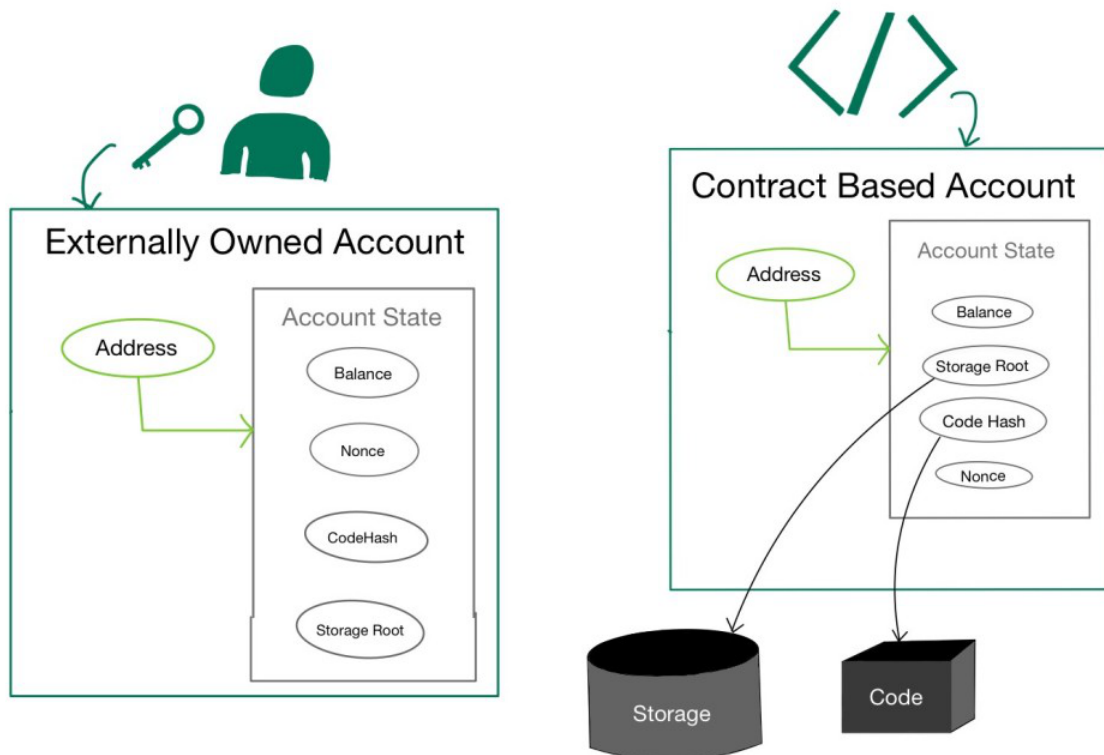 Externally Owned Account
Address
Account State
Balance
Nonce
CodeHash
Storage Root
Contract Based Account
Address
Account State
Balance
Storage Root
Code Hash
Nonce
Storage
Code